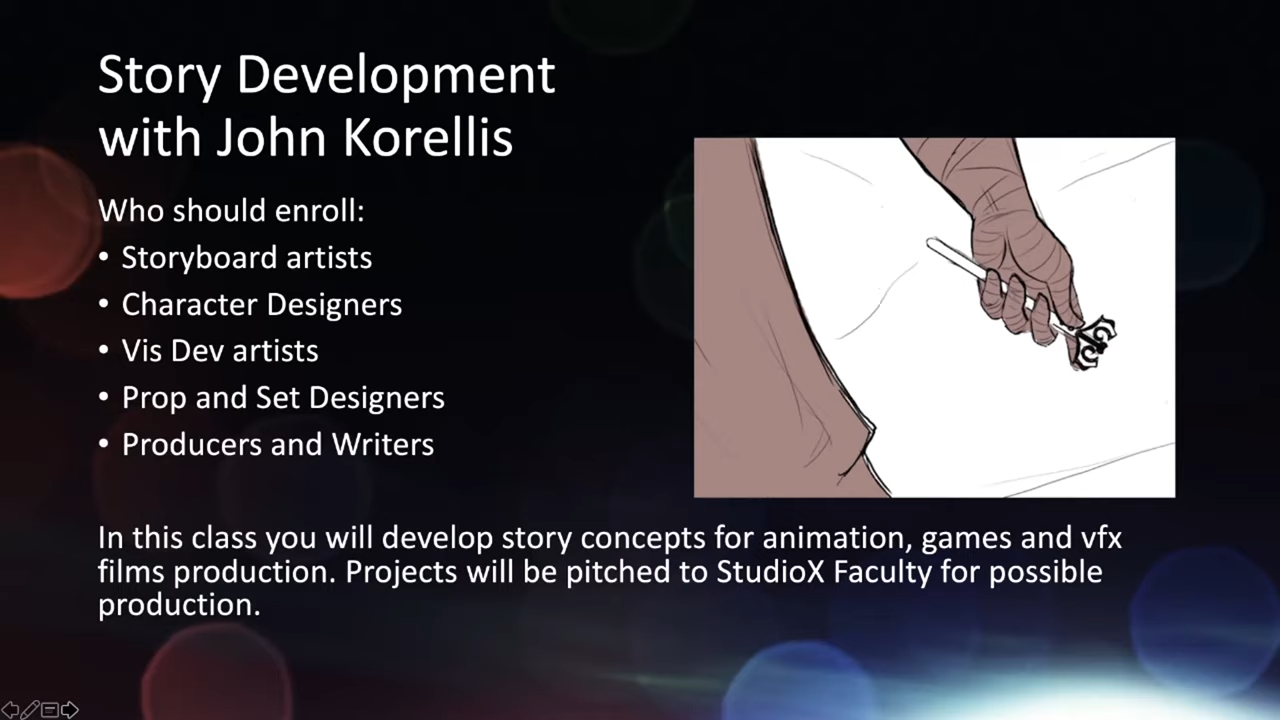 Story Development
with John Korellis
Who should enroll:
• Storyboard artists
• Character Designers
• Vis Dev artists
• Prop and Set Designers
• Producers and Writers
In this class you will develop story concepts for animation, games and vfx
films production. Projects will be pitched to StudioX Faculty for possible
production.